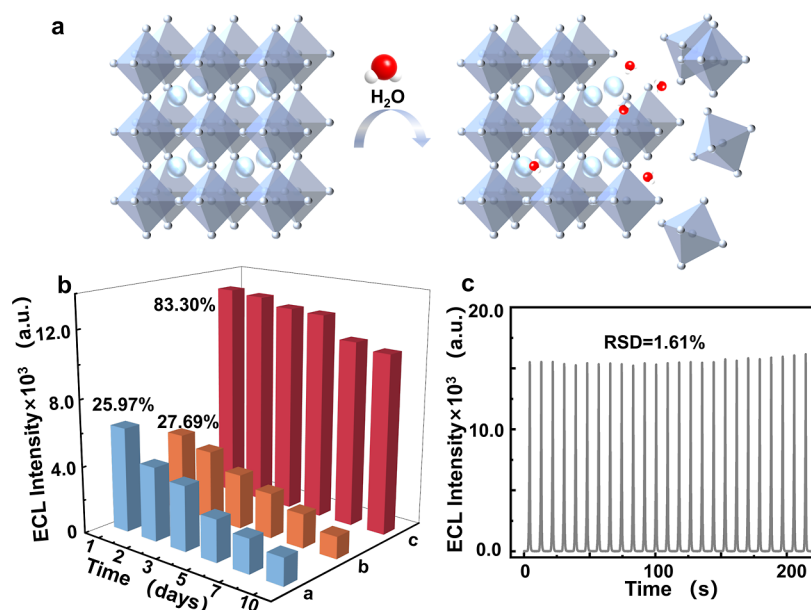 a
H₂O
b
ECL Intensity×10³ (a.u.)
12.0
8.0
4.0
0
83.30%
25.97%
27.69%
1
2
3
5
7
10
Time (days)
a
b
c
c
ECL Intensity×10³ (a.u.)
20.0
10.0
0.0
RSD=1.61%
0
100
200
Time (s)